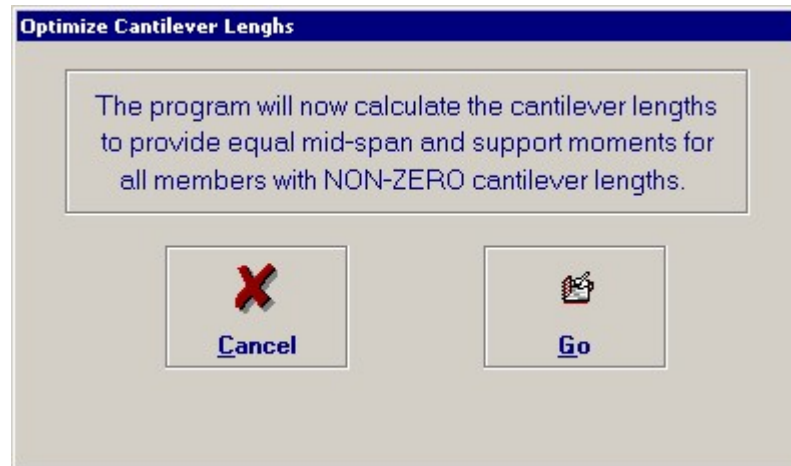 Optimize Cantilever Lenghs
The program will now calculate the cantilever lengths
to provide equal mid-span and support moments for
all members with NON-ZERO cantilever lengths.
Cancel
Go